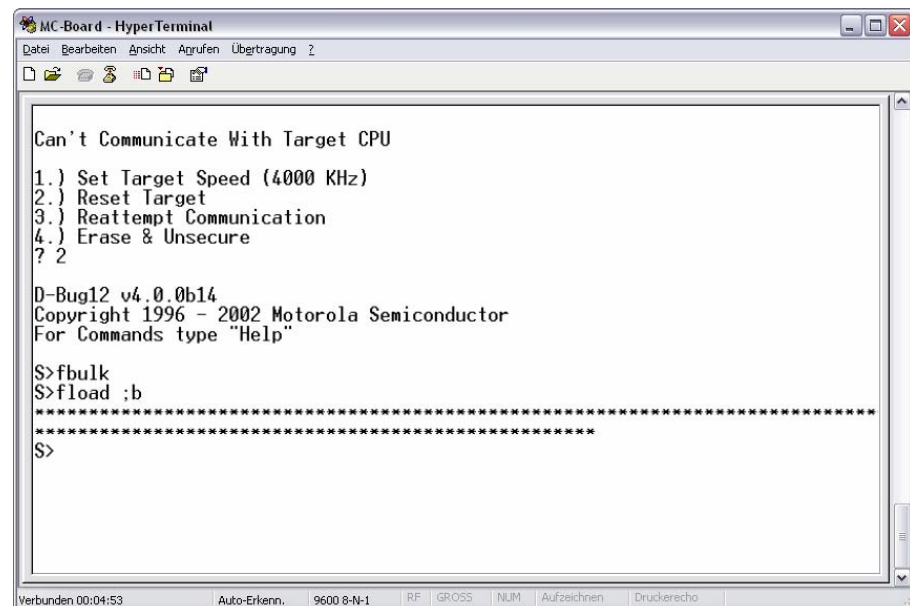 MC-Board - HyperTerminal
Datei Bearbeiten Ansicht Anrufen Übertragung ?
Can't Communicate With Target CPU
1.) Set Target Speed (4000 KHz)
2.) Reset Target
3.) Reattempt Communication
4.) Erase & Unsecure
? 2
D-Bug12 v4.0.0b14
Copyright 1996 - 2002 Motorola Semiconductor
For Commands type "Help"
S>fbulk
S>fload ;b
******************************************************************************
****************************************************
S>
Verbunden 00:04:53 Auto-Erkenn. 9600 8-N-1 RF GROSS NUM Aufzeichnen Druckerecho